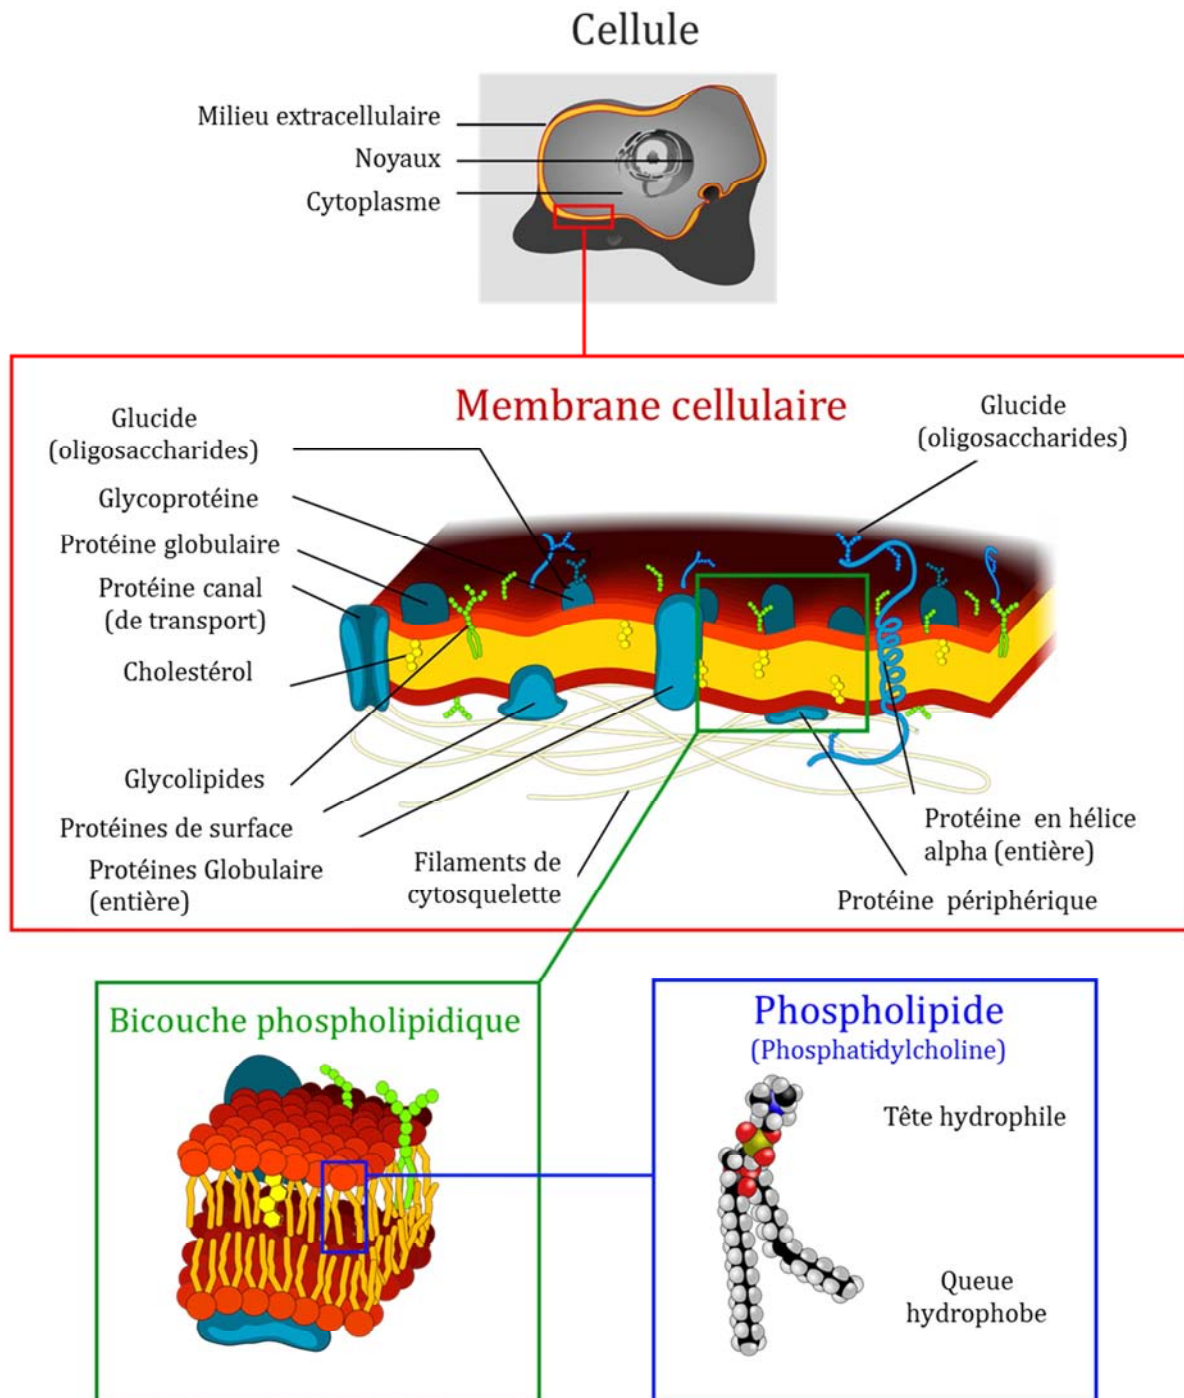 Cellule
Milieu extracellulaire
Noyaux
Cytoplasme
Membrane cellulaire
Glucide
(oligosaccharides)
Glycoprotéine
Protéine globulaire
Protéine canal
(de transport)
Cholestérol
Glycolipides
Protéines de surface
Protéines Globulaire
(entière)
Filaments de
cytosquelette
Glucide
(oligosaccharides)
Protéine en hélice
alpha (entière)
Protéine périphérique
Bicouche phospholipidique
Phospholipide
(Phosphatidylcholine)
Tête hydrophile
Queue
hydrophobe